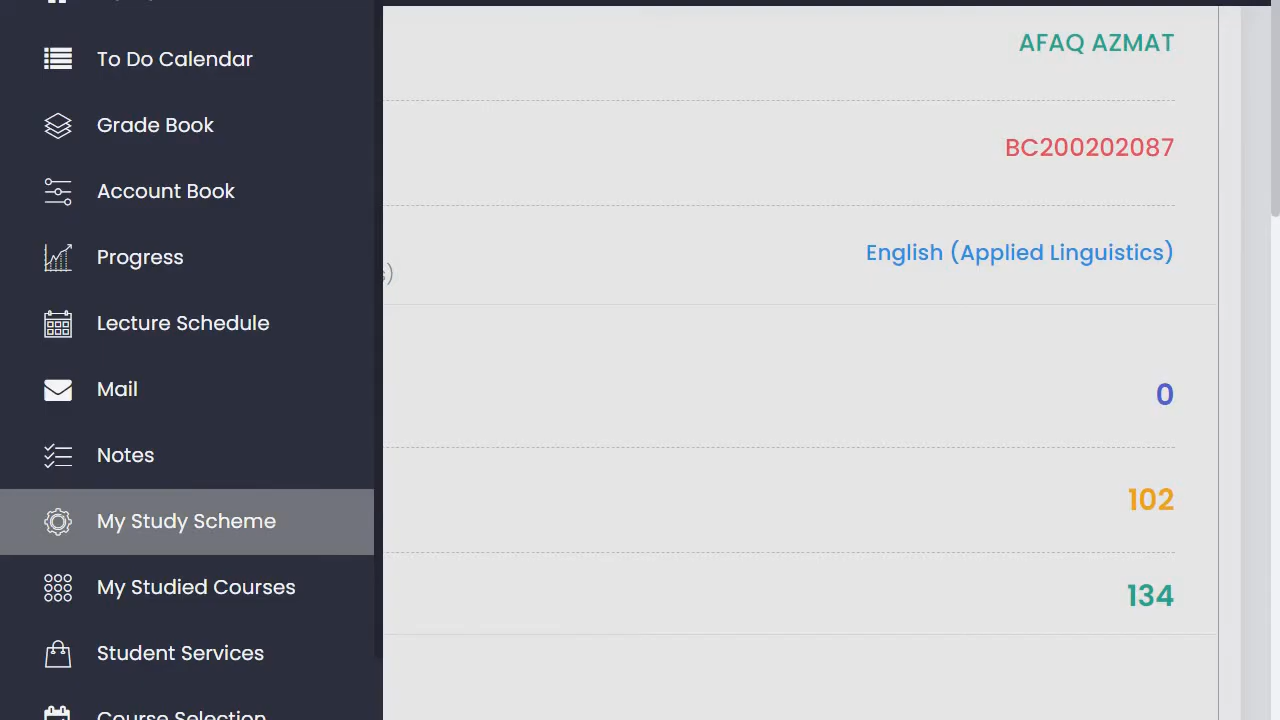 To Do Calendar
Grade Book
Account Book
Progress
Lecture Schedule
Mail
Notes
My Study Scheme
My Studied Courses
Student Services
Course Selection
AFAQ AZMAT
BC200202087
English (Applied Linguistics)
s)
0
102
134